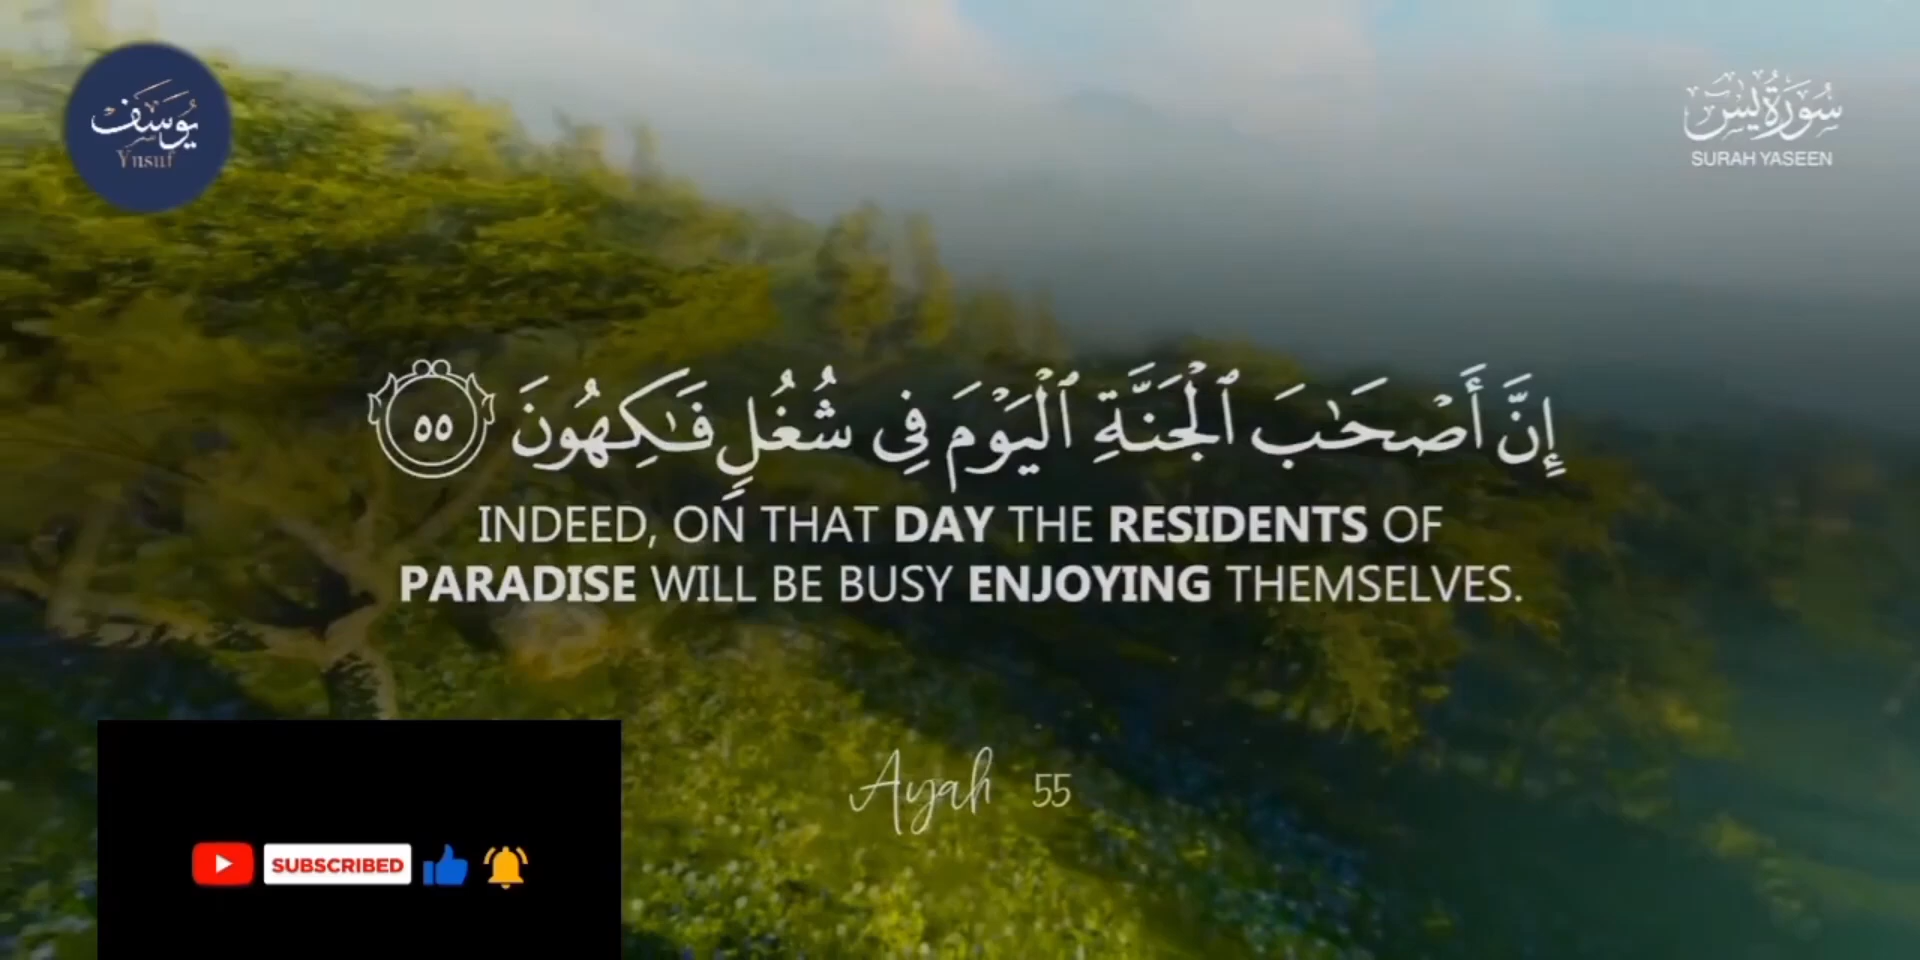 يُوسَف
Yusuf
سُورَةُ يسٓ
SURAH YASEEN
إِنَّ أَصْحَٰبَ ٱلْجَنَّةِ ٱلْيَوْمَ فِى شُغُلٍ فَٰكِهُونَ ٥٥
INDEED, ON THAT DAY THE RESIDENTS OF
PARADISE WILL BE BUSY ENJOYING THEMSELVES.
Ayah 55
SUBSCRIBED